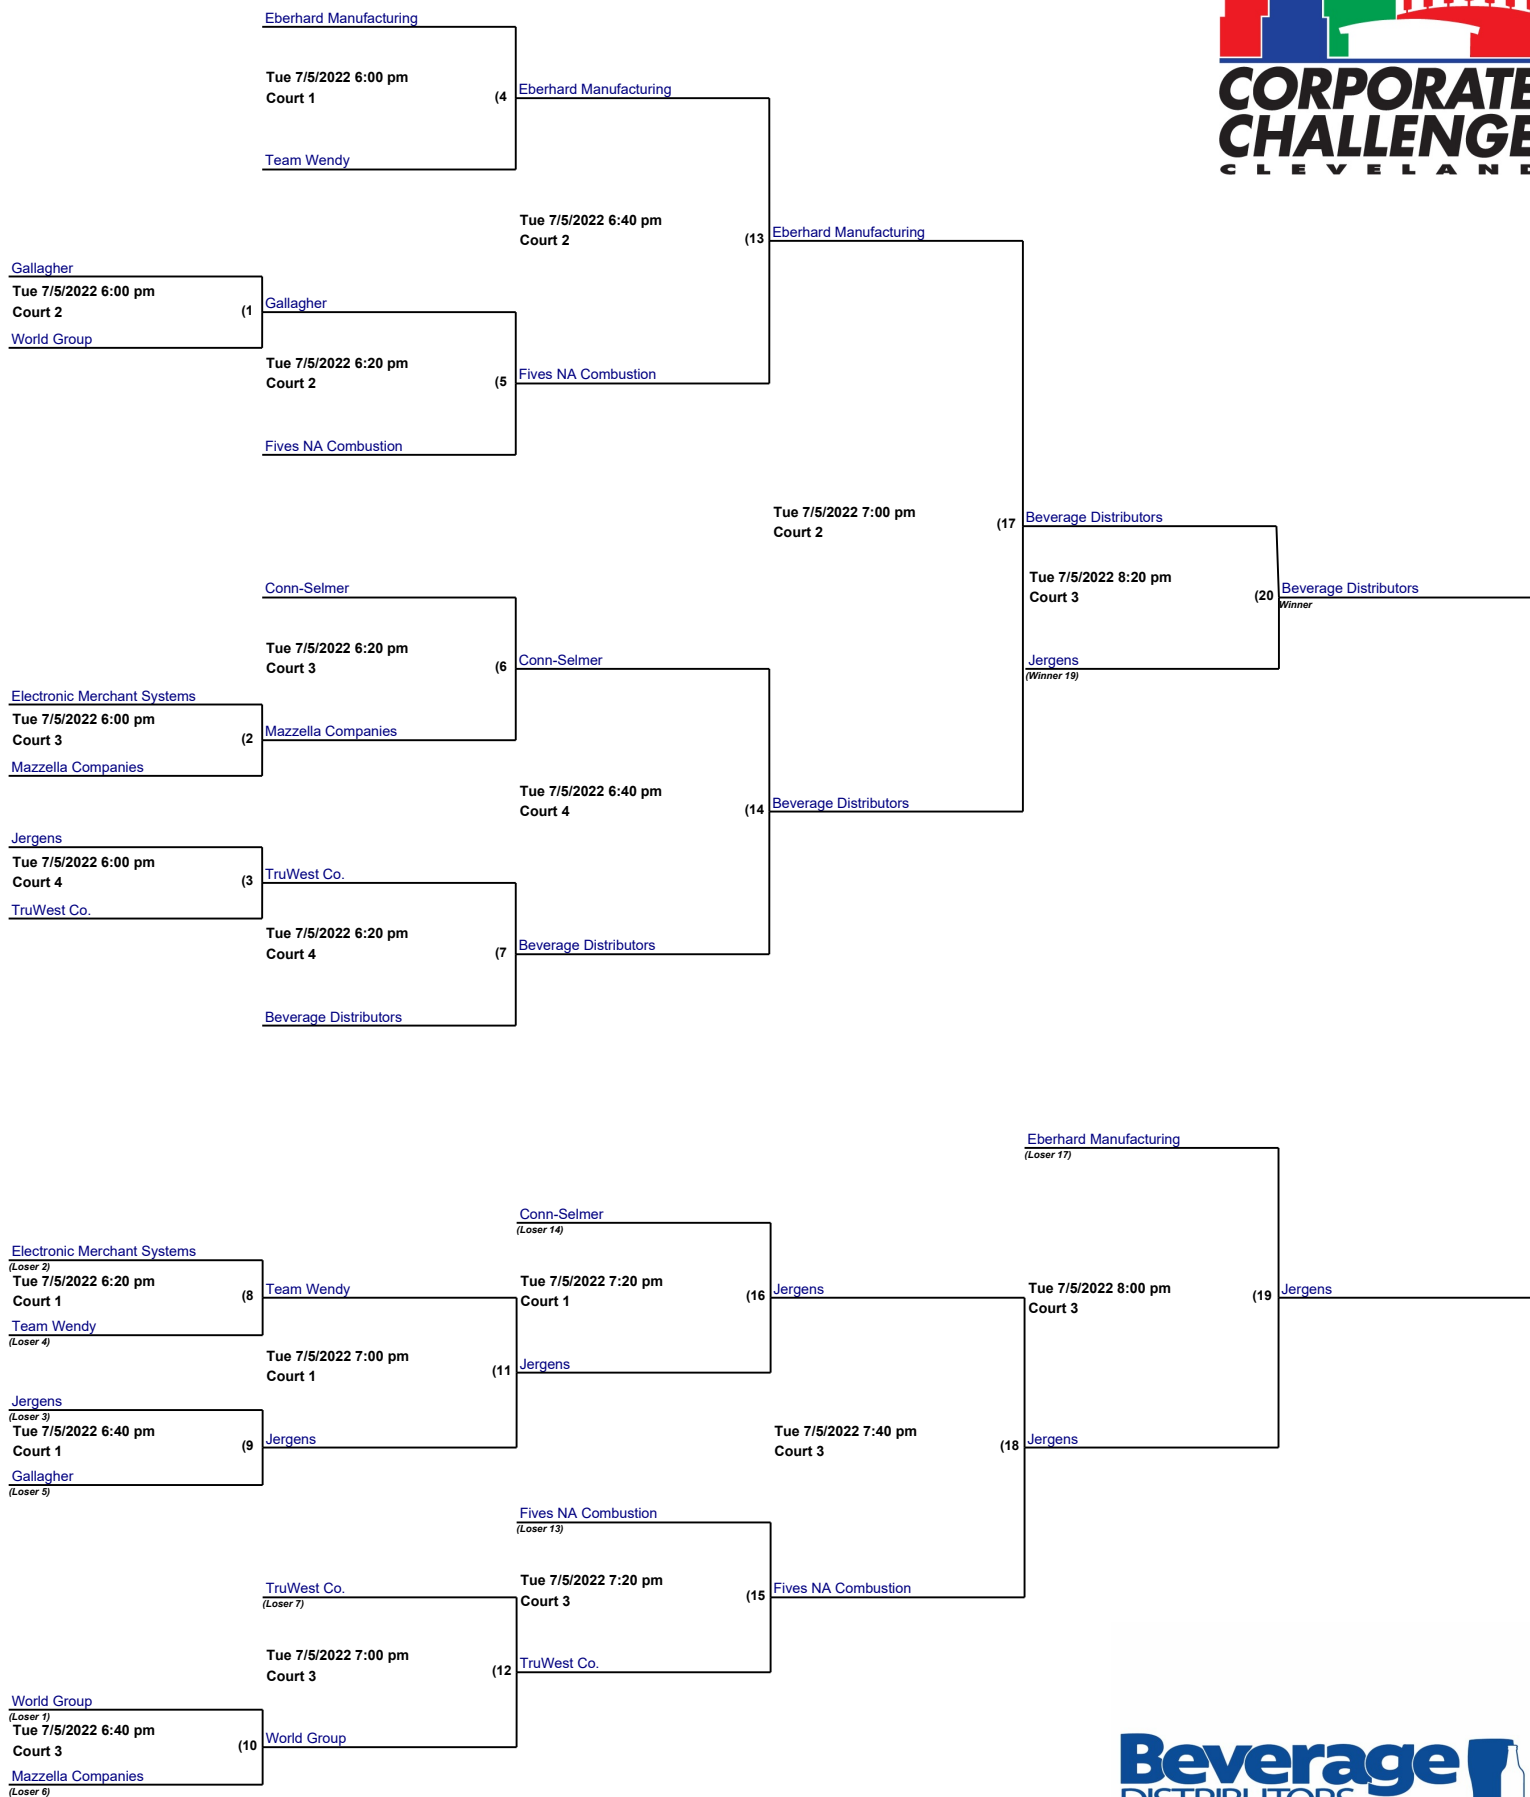 Eberhard Manufacturing
Tue 7/5/2022 6:00 pm
Court 1
(4
Eberhard Manufacturing
Team Wendy
CORPORATE
CHALLENGE
CLEVELAND
Tue 7/5/2022 6:40 pm
Court 2
(13
Eberhard Manufacturing
Gallagher
Tue 7/5/2022 6:00 pm
Court 2
(1
Gallagher
World Group
Tue 7/5/2022 6:20 pm
Court 2
(5
Fives NA Combustion
Fives NA Combustion
Tue 7/5/2022 7:00 pm
Court 2
(17
Beverage Distributors
Conn-Selmer
Tue 7/5/2022 8:20 pm
Court 3
(20
Beverage Distributors
Winner
Tue 7/5/2022 6:20 pm
Court 3
(6
Conn-Selmer
Jergens
(Winner 19)
Electronic Merchant Systems
Tue 7/5/2022 6:00 pm
Court 3
(2
Mazzella Companies
Mazzella Companies
Tue 7/5/2022 6:40 pm
Court 4
(14
Beverage Distributors
Jergens
Tue 7/5/2022 6:00 pm
Court 4
(3
TruWest Co.
TruWest Co.
Tue 7/5/2022 6:20 pm
Court 4
(7
Beverage Distributors
Beverage Distributors
Eberhard Manufacturing
(Loser 17)
Conn-Selmer
(Loser 14)
Electronic Merchant Systems
(Loser 2)
Tue 7/5/2022 6:20 pm
Court 1
(8
Team Wendy
Team Wendy
(Loser 4)
Tue 7/5/2022 7:20 pm
Court 1
(16
Jergens
Tue 7/5/2022 8:00 pm
Court 3
(19
Jergens
Tue 7/5/2022 7:00 pm
Court 1
(11
Jergens
Jergens
(Loser 3)
Tue 7/5/2022 6:40 pm
Court 1
(9
Jergens
Gallagher
(Loser 5)
Tue 7/5/2022 7:40 pm
Court 3
(18
Jergens
Fives NA Combustion
(Loser 13)
Tue 7/5/2022 7:20 pm
Court 3
(15
Fives NA Combustion
TruWest Co.
(Loser 7)
Tue 7/5/2022 7:00 pm
Court 3
(12
TruWest Co.
World Group
(Loser 1)
Tue 7/5/2022 6:40 pm
Court 3
(10
World Group
Mazzella Companies
(Loser 6)
Beverage
DISTRIBUTORS